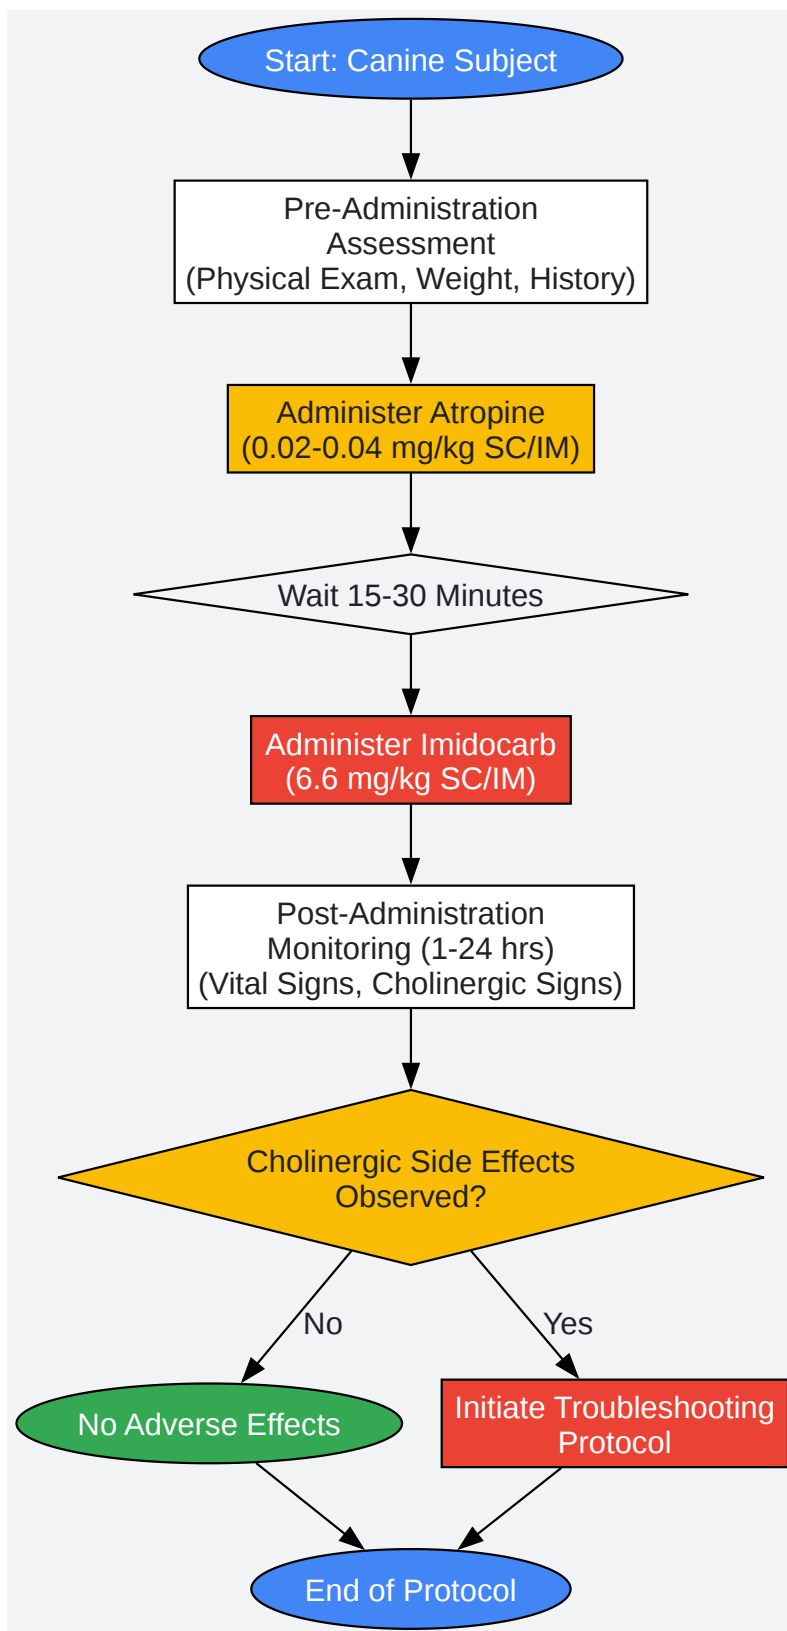 Start: Canine Subject
Pre-Administration
Assessment
(Physical Exam, Weight, History)
Administer Atropine
(0.02-0.04 mg/kg SC/IM)
Wait 15-30 Minutes
Administer Imidocarb
(6.6 mg/kg SC/IM)
Post-Administration
Monitoring (1-24 hrs)
(Vital Signs, Cholinergic Signs)
Cholinergic Side Effects
Observed?
No
Yes
No Adverse Effects
Initiate Troubleshooting
Protocol
End of Protocol